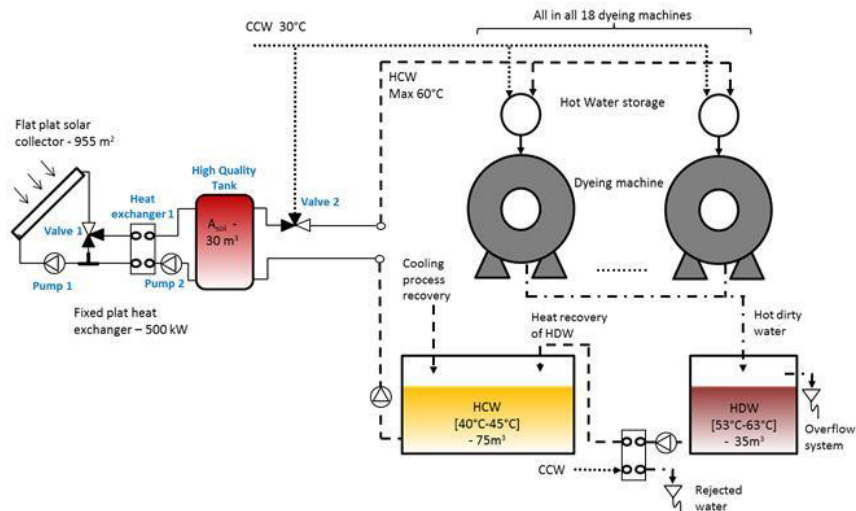 All in all 18 dyeing machines
CCW 30°C
HCW
Max 60°C
Hot Water storage
Flat plat solar
collector - 955 m²
High Quality
Tank
Heat
exchanger 1
Valve 2
Dyeing machine
Valve 1
A_sol -
30 m³
Pump 1
Pump 2
Cooling
process
recovery
Fixed plat heat
exchanger – 500 kW
Heat recovery
of HDW
Hot dirty
water
HCW
[40°C-45°C]
- 75m³
HDW
[53°C-63°C]
- 35m³
Overflow
system
CCW
Rejected
water